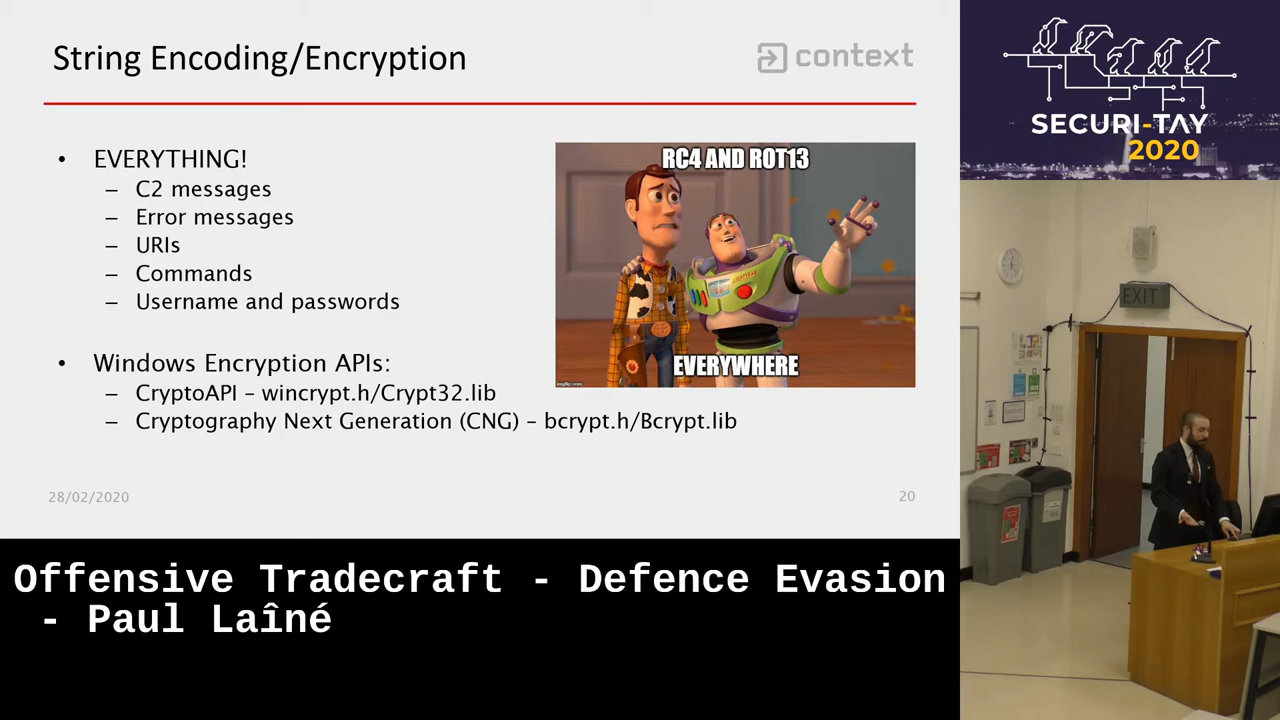 String Encoding/Encryption
context
• EVERYTHING!
– C2 messages
– Error messages
– URIs
– Commands
– Username and passwords
• Windows Encryption APIs:
– CryptoAPI – wincrypt.h/Crypt32.lib
– Cryptography Next Generation (CNG) – bcrypt.h/Bcrypt.lib
RC4 AND ROT13
EVERYWHERE
imgflip.com
28/02/2020
20
SECURI-TAY
2020
EXIT
Offensive Tradecraft - Defence Evasion
- Paul Laîné